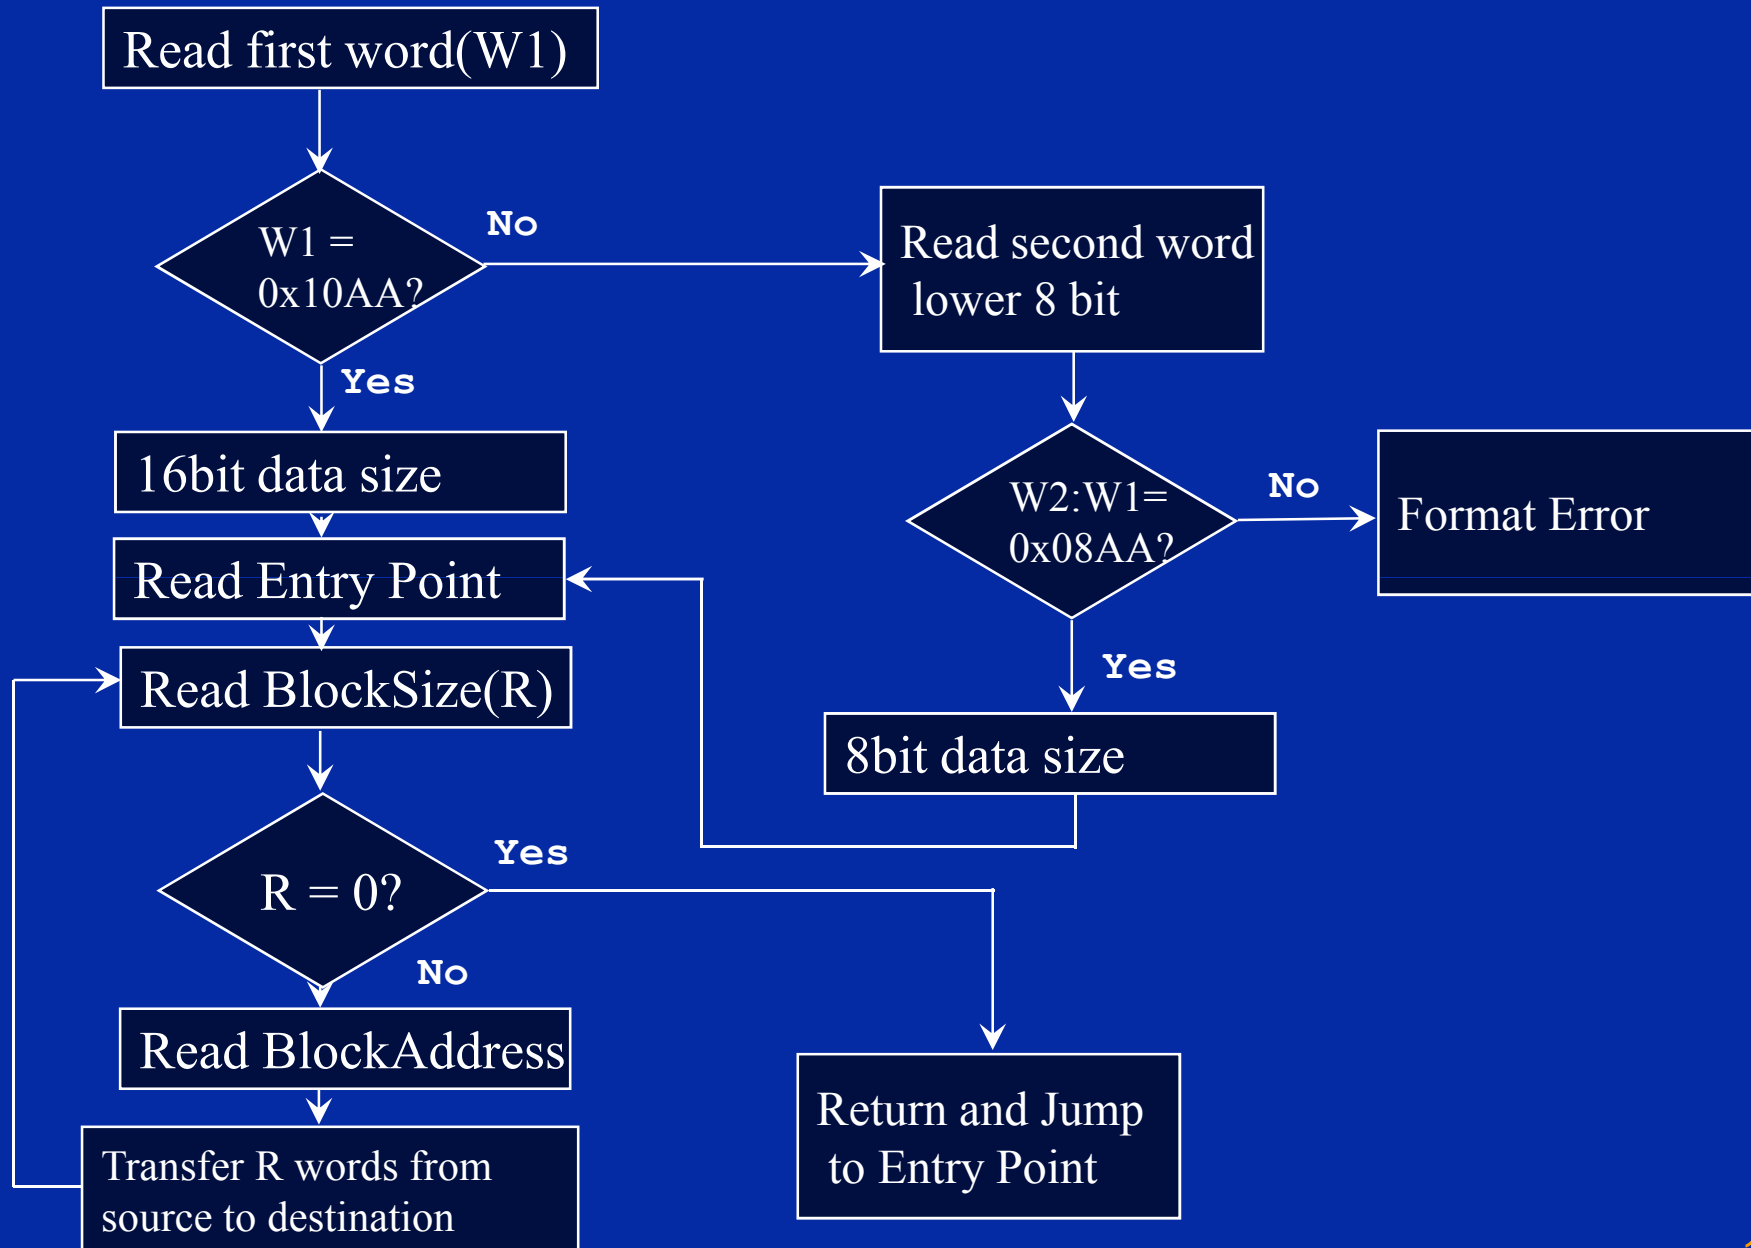 Read first word(W1)
W1 =
0x10AA?
No
Read second word
lower 8 bit
Yes
16bit data size
W2:W1=
0x08AA?
No
Format Error
Read Entry Point
Read BlockSize(R)
Yes
8bit data size
R = 0?
Yes
No
Read BlockAddress
Return and Jump
to Entry Point
Transfer R words from
source to destination